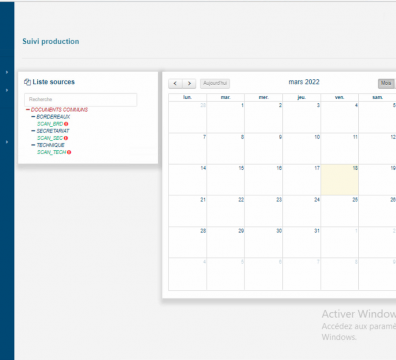 Suivi production
Liste sources
Recherche
DOCUMENTS COMMUNS
BORDEREAUX
SCAN_BRD
SECRETARIAT
SCAN_SEC
TECHNIQUE
SCAN_TECH
< > Aujourd'hui mars 2022 Mois
lun. mar. mer. jeu. ven. sam.
28 1 2 3 4 5
7 8 9 10 11 12
14 15 16 17 18 19
21 22 23 24 25 26
28 29 30 31 1 2
4 5 6 7 8 9
Activer Window
Accédez aux paramè
Windows.